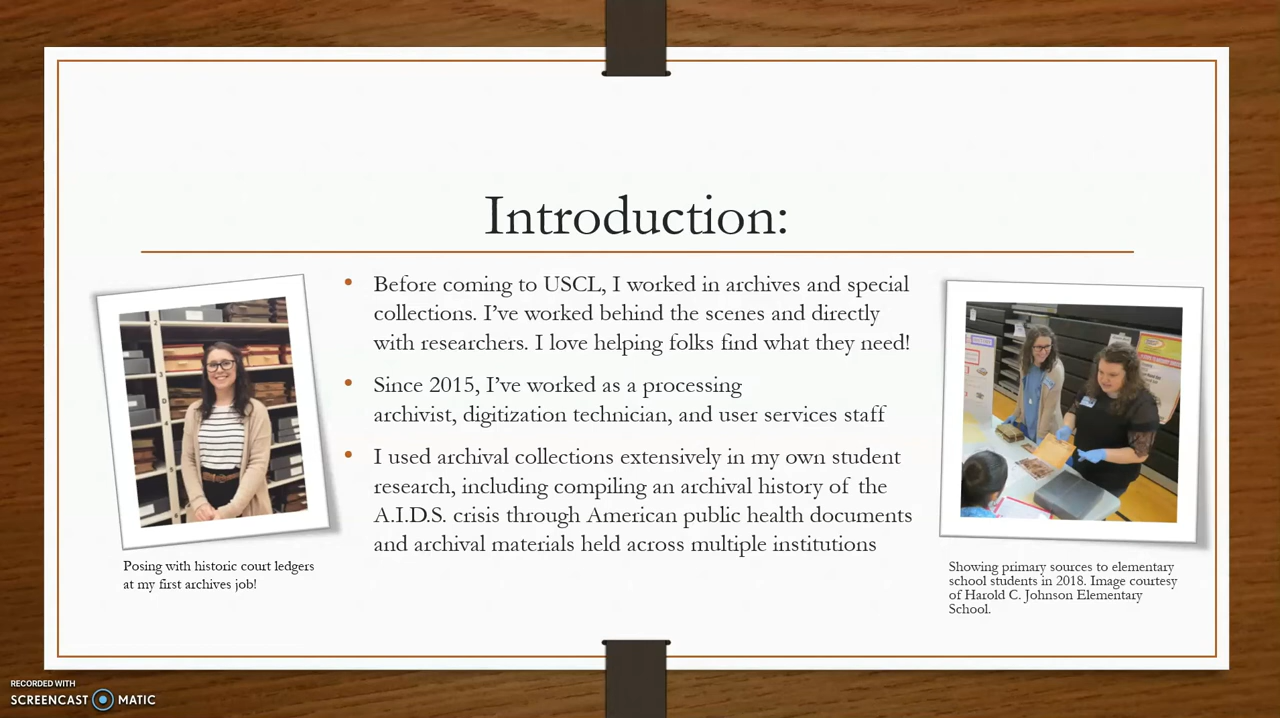 Introduction:
Before coming to USCL, I worked in archives and special
collections. I've worked behind the scenes and directly
with researchers. I love helping folks find what they need!
Since 2015, I've worked as a processing
archivist, digitization technician, and user services staff
I used archival collections extensively in my own student
research, including compiling an archival history of the
A.I.D.S. crisis through American public health documents
and archival materials held across multiple institutions
Posing with historic court ledgers
at my first archives job!
Showing primary sources to elementary
school students in 2018. Image courtesy
of Harold C. Johnson Elementary
School.
RECORDED WITH
SCREENCAST MATIC